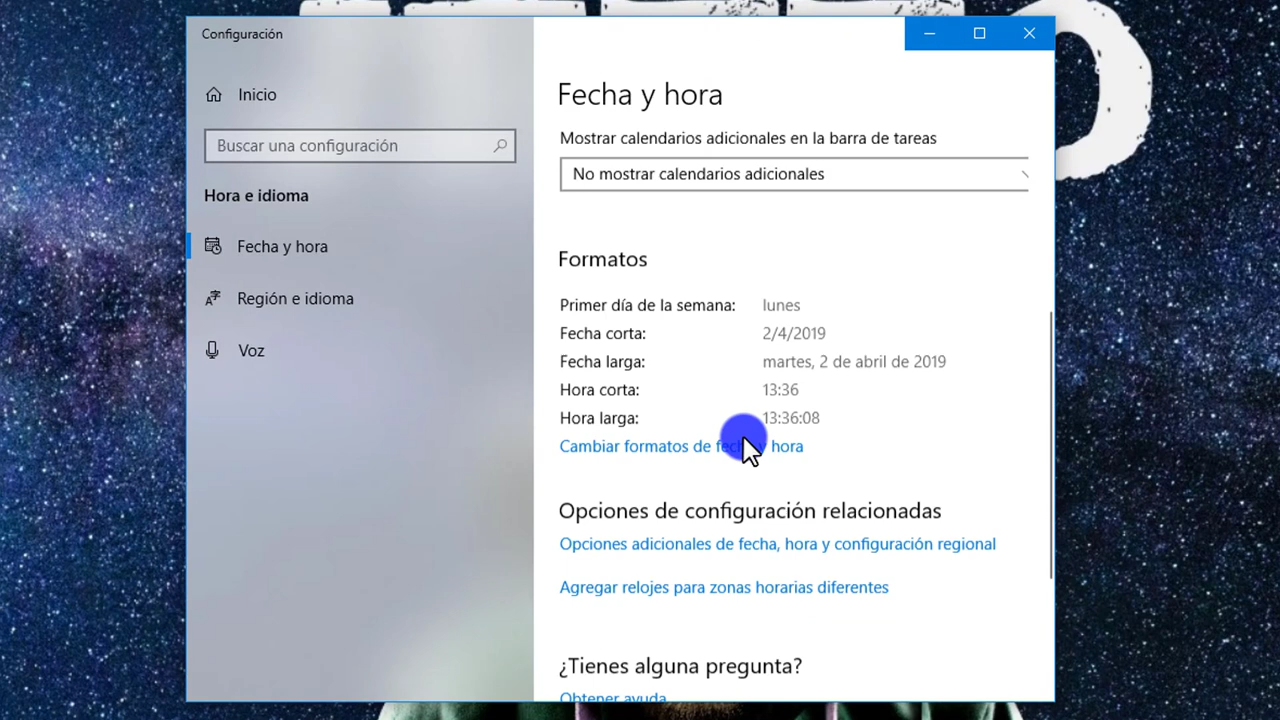 Configuración
Inicio
Buscar una configuración
Hora e idioma
Fecha y hora
Región e idioma
Voz
Fecha y hora
Mostrar calendarios adicionales en la barra de tareas
No mostrar calendarios adicionales
Formatos
Primer día de la semana: lunes
Fecha corta: 2/4/2019
Fecha larga: martes, 2 de abril de 2019
Hora corta: 13:36
Hora larga: 13:36:08
Cambiar formatos de fecha y hora
Opciones de configuración relacionadas
Opciones adicionales de fecha, hora y configuración regional
Agregar relojes para zonas horarias diferentes
¿Tienes alguna pregunta?
Obtener ayuda